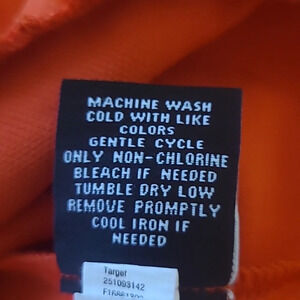 MACHINE WASH
COLD WITH LIKE
COLORS
GENTLE CYCLE
ONLY NON-CHLORINE
BLEACH IF NEEDED
TUMBLE DRY LOW
REMOVE PROMPTLY
COOL IRON IF
NEEDED
Target
251093142